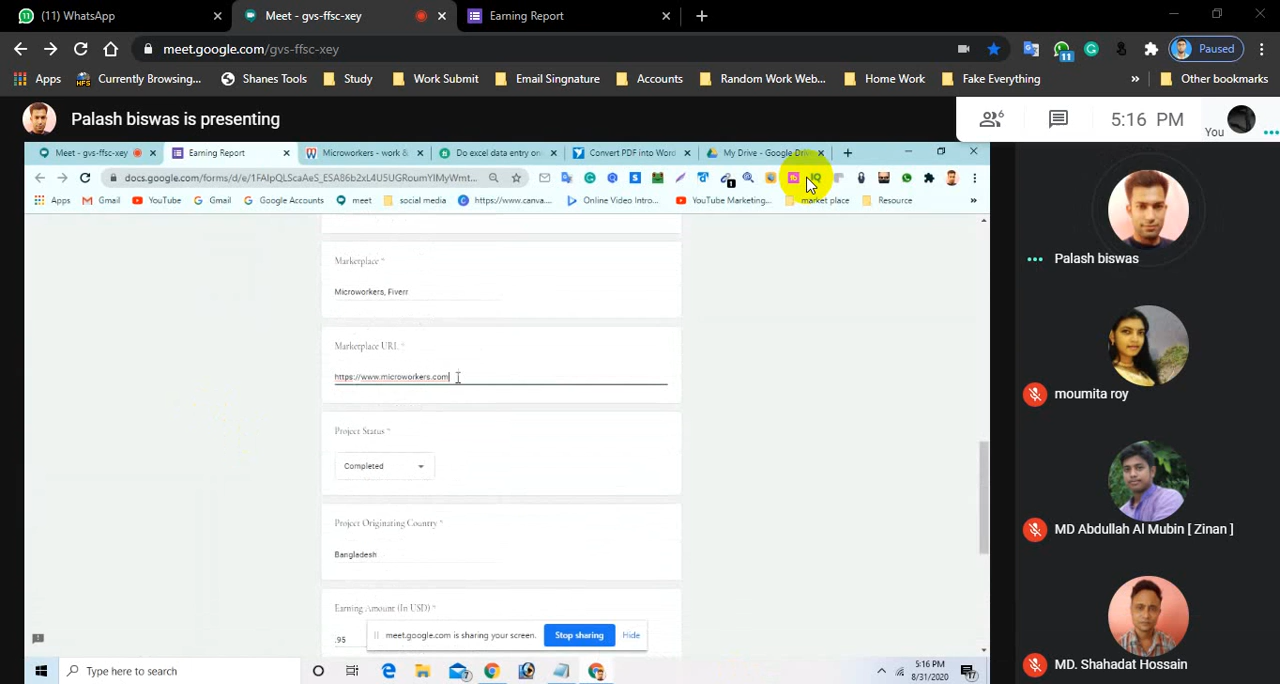 (11) WhatsApp
Meet - gvs-ffsc-xey
Earning Report
meet.google.com/gvs-ffsc-xey
11
Paused
Apps
Currently Browsing...
Shanes Tools
Study
Work Submit
Email Singnature
Accounts
Random Work Web...
Home Work
Fake Everything
»
Other bookmarks
Palash biswas is presenting
6
5:16 PM
You
Meet - gvs-ffsc-xey
Earning Report
Microworkers - work &
Do excel data entry on
Convert PDF into Word
My Drive - Google Driv
docs.google.com/forms/d/e/1FAIpQLScaAeS_ESA86b2xL4U5UGRoumYIMyWmt...
Apps
Gmail
YouTube
Gmail
Google Accounts
meet
social media
https://www.canva...
Online Video Intro...
YouTube Marketing...
market place
Resource
»
Marketplace *
Microworkers, Fiverr
Marketplace URL *
https://www.microworkers.com
Project Status *
Completed
Project Originating Country *
Bangladesh
Earning Amount (In USD) *
.95
meet.google.com is sharing your screen.
Stop sharing
Hide
Type here to search
5:16 PM
8/31/2020
Palash biswas
moumita roy
MD Abdullah Al Mubin [ Zinan ]
MD. Shahadat Hossain